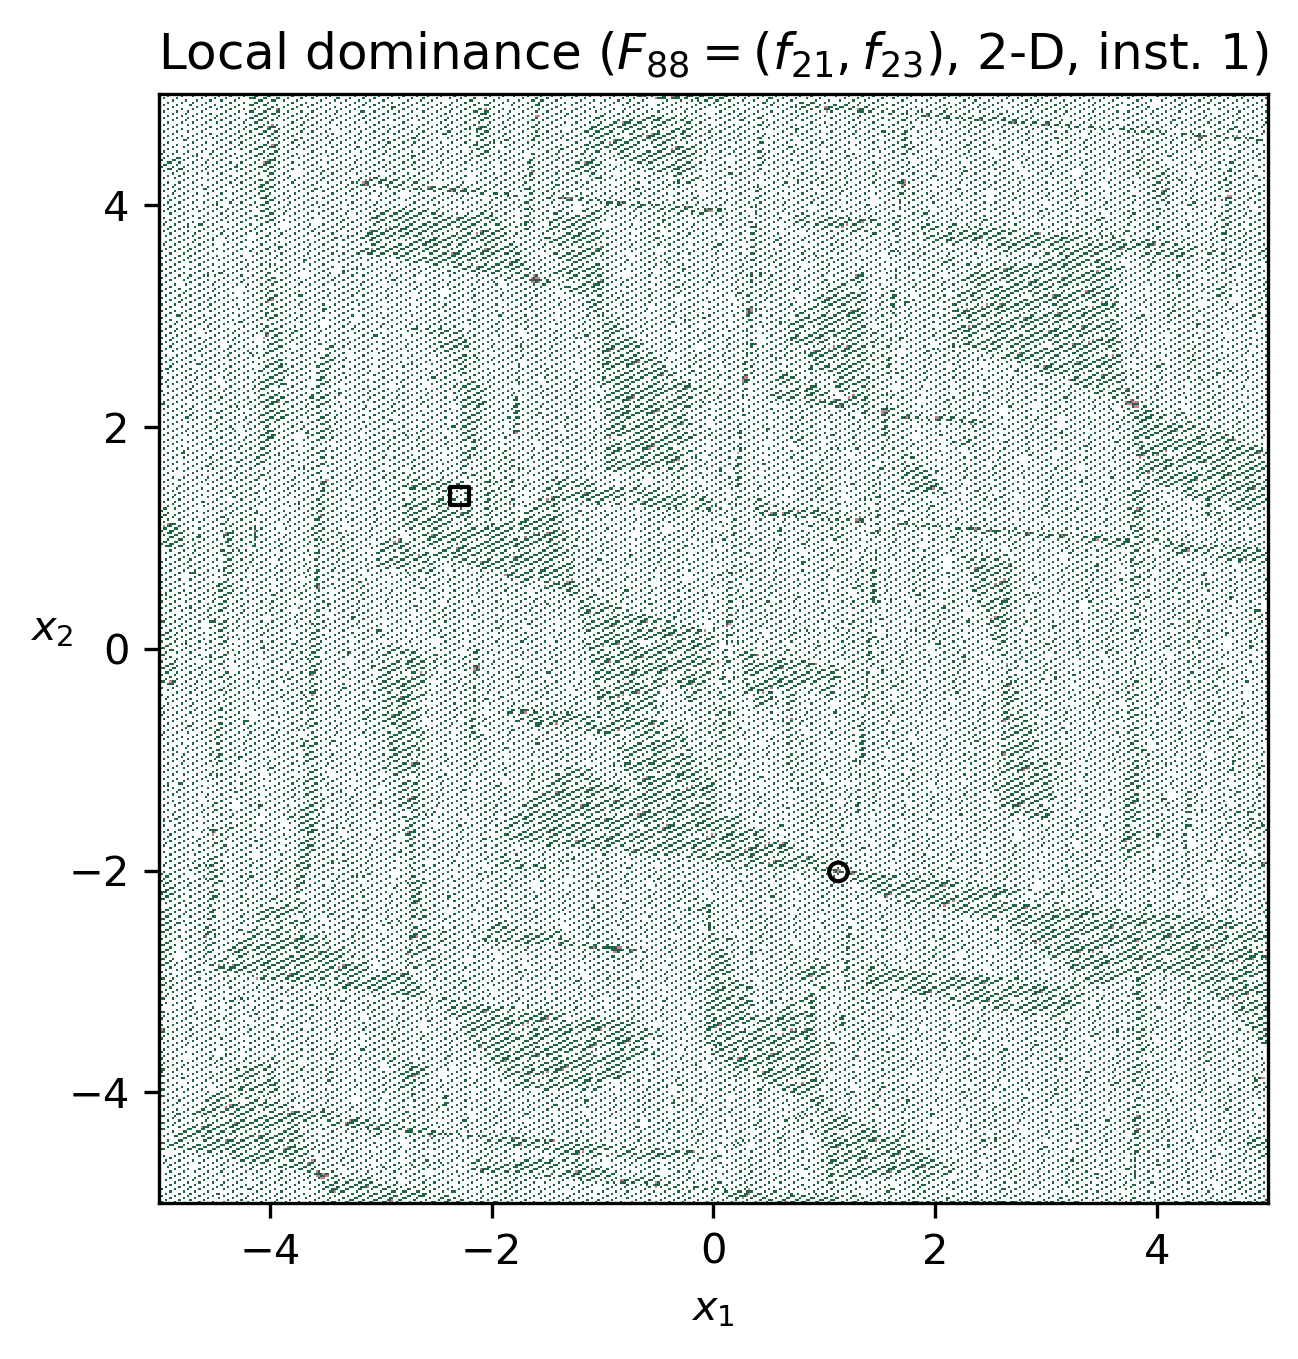 Local dominance (F₈₈ = (f₂₁, f₂₃), 2-D, inst. 1)
4
2
0
−2
−4
x₂
−4 −2 0 2 4
x₁